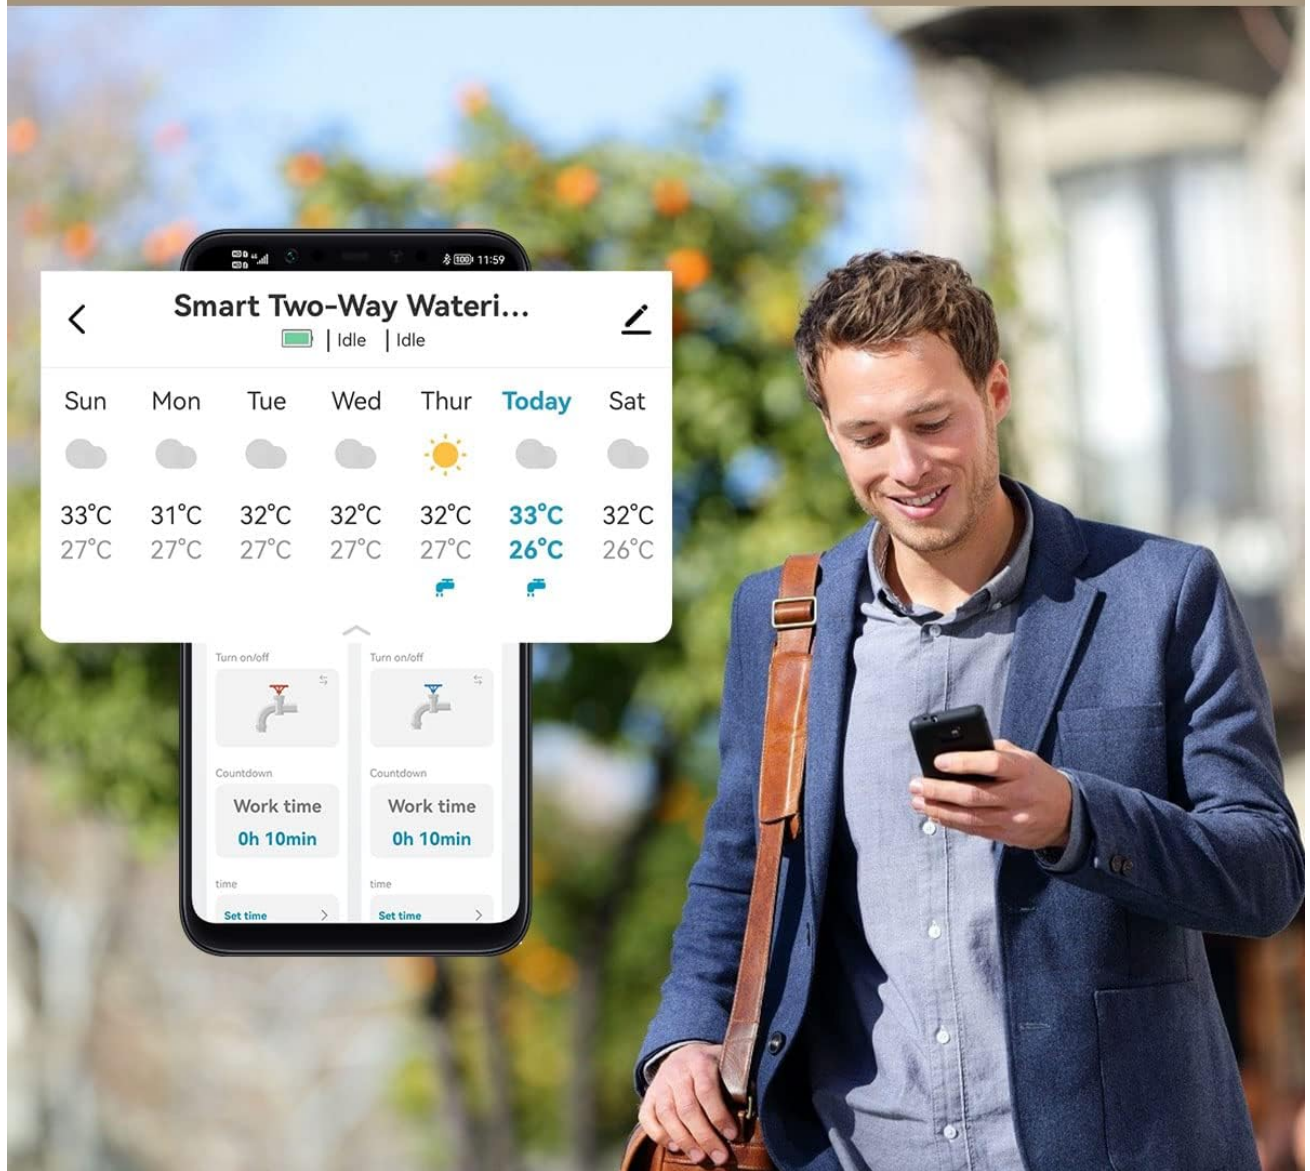 11:59
100
Smart Two-Way Wateri...
| Idle | Idle
Sun Mon Tue Wed Thur Today Sat
33°C 31°C 32°C 32°C 32°C 33°C 32°C
27°C 27°C 27°C 27°C 27°C 26°C 26°C
Turn on/off Turn on/off
Countdown Countdown
Work time Work time
0h 10min 0h 10min
time time
Set time > Set time >